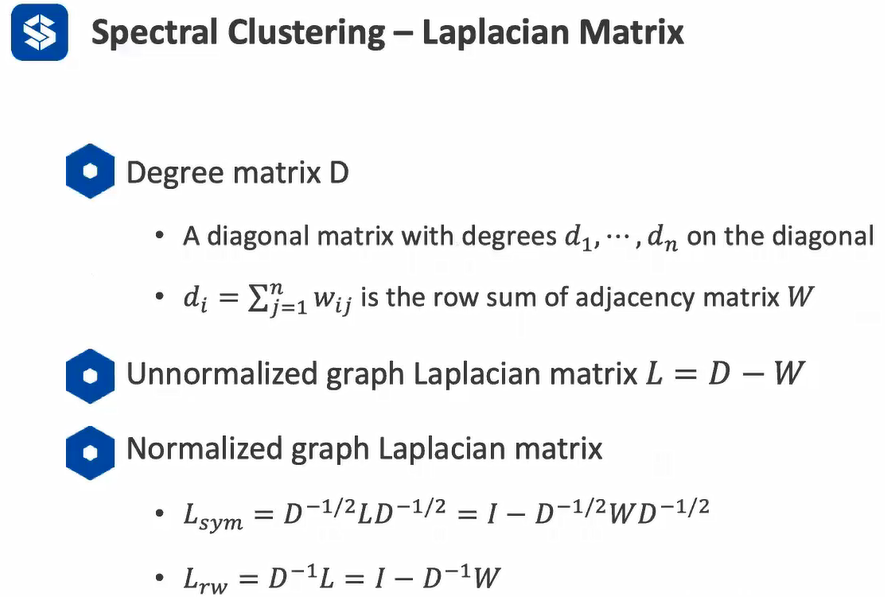 Spectral Clustering – Laplacian Matrix
Degree matrix D
• A diagonal matrix with degrees $d_1, \cdots, d_n$ on the diagonal
• $d_i = \sum_{j=1}^{n} w_{ij}$ is the row sum of adjacency matrix $W$
Unnormalized graph Laplacian matrix $L = D - W$
Normalized graph Laplacian matrix
• $L_{sym} = D^{-1/2} L D^{-1/2} = I - D^{-1/2} W D^{-1/2}$
• $L_{rw} = D^{-1} L = I - D^{-1} W$